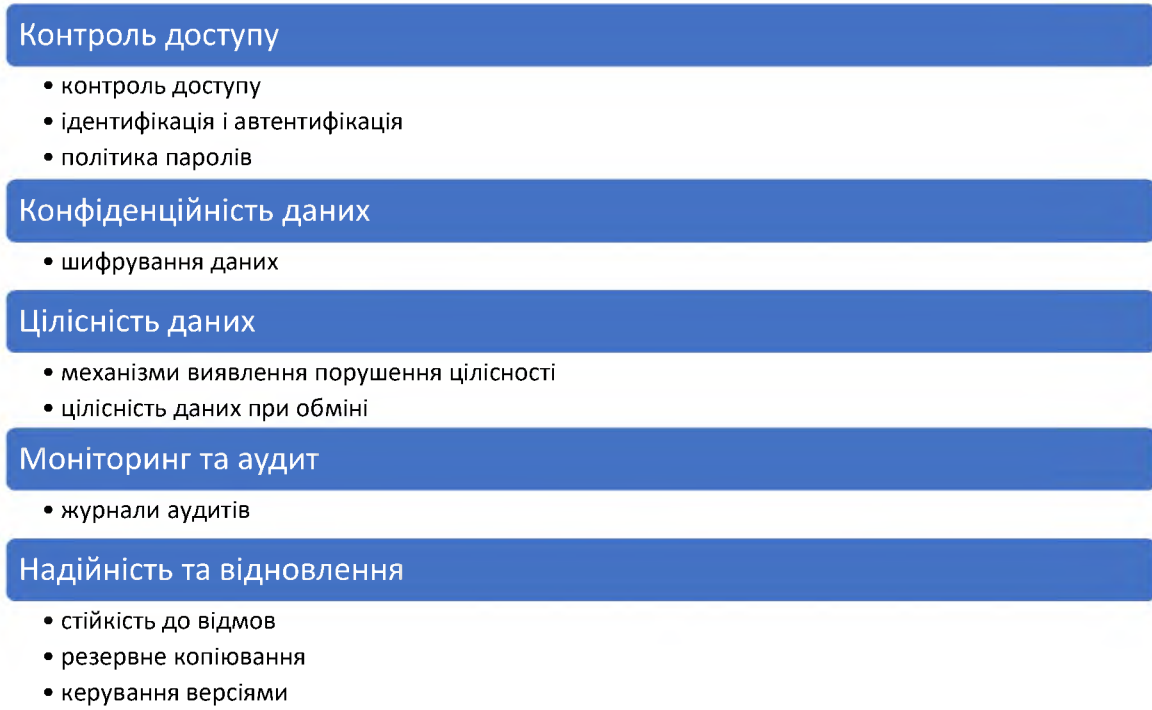 Контроль доступу
• контроль доступу
• ідентифікація і автентифікація
• політика паролів
Конфіденційність даних
• шифрування даних
Цілісність даних
• механізми виявлення порушення цілісності
• цілісність даних при обміні
Моніторинг та аудит
• журнали аудитів
Надійність та відновлення
• стійкість до відмов
• резервне копіювання
• керування версіями